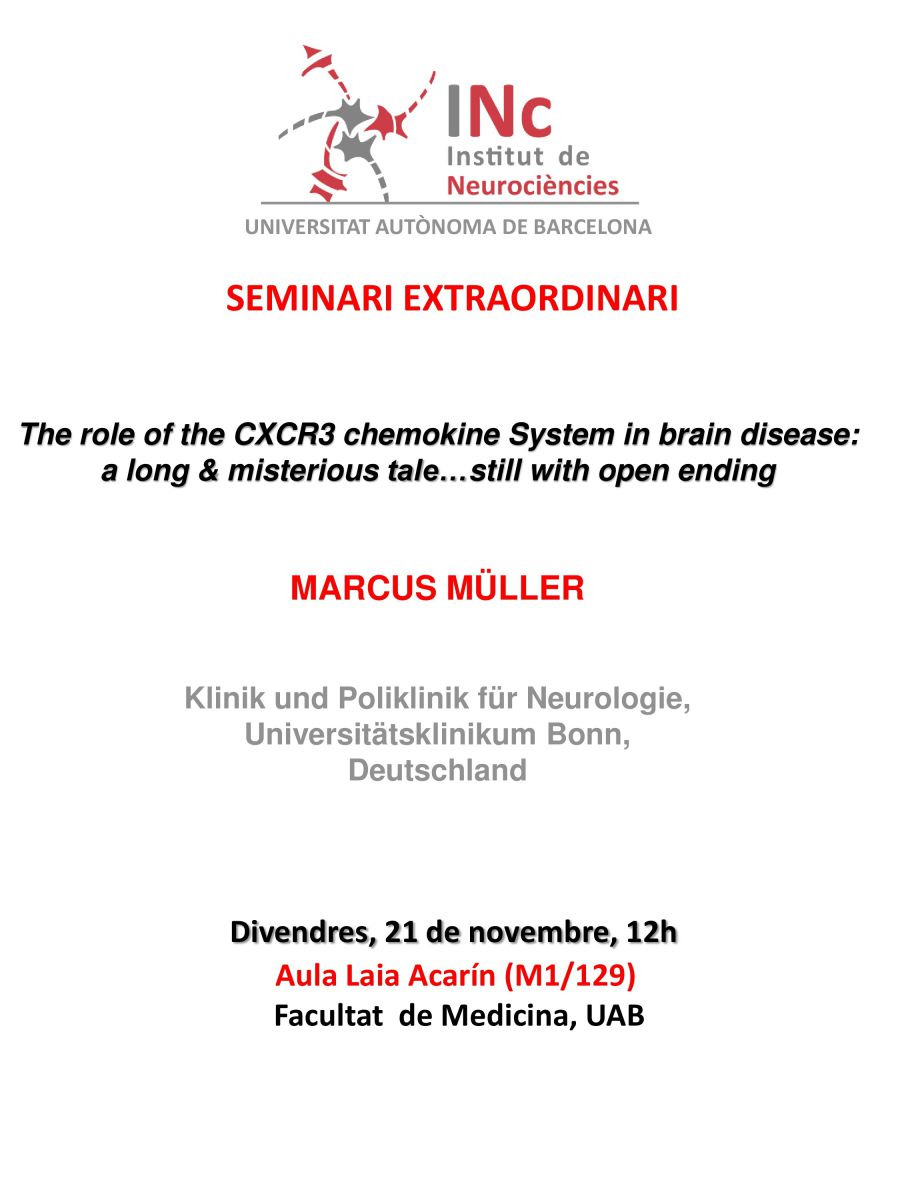 INc
Institut de
Neurociències
UNIVERSITAT AUTÒNOMA DE BARCELONA
SEMINARI EXTRAORDINARI
The role of the CXCR3 chemokine System in brain disease:
a long & misterious tale…still with open ending
MARCUS MÜLLER
Klinik und Poliklinik für Neurologie,
Universitätsklinikum Bonn,
Deutschland
Divendres, 21 de novembre, 12h
Aula Laia Acarín (M1/129)
Facultat de Medicina, UAB